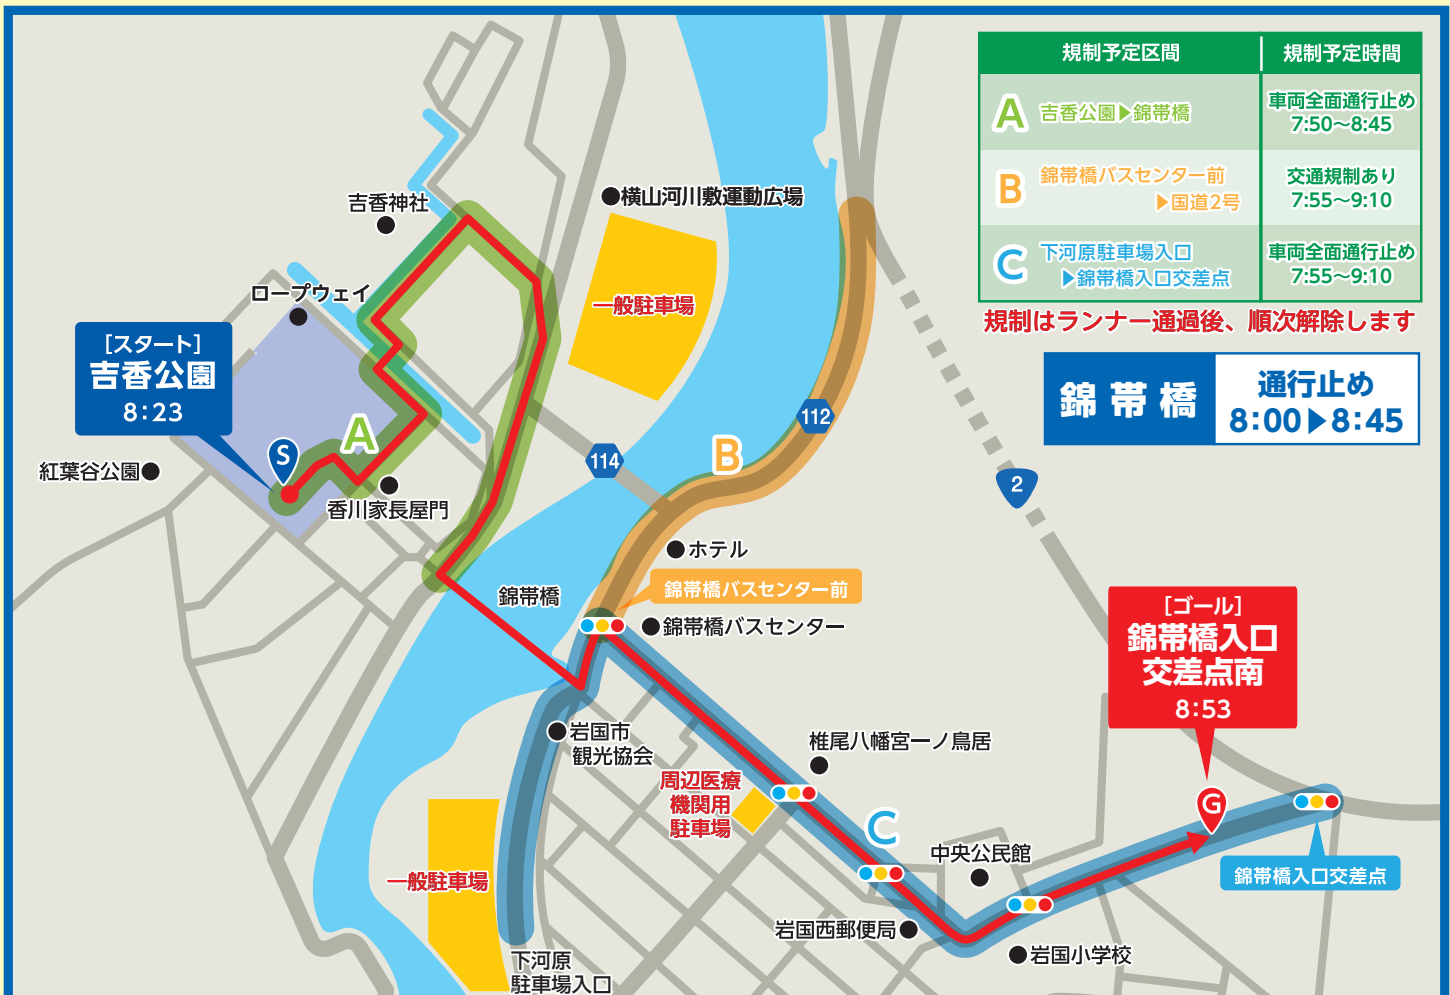 規制予定区間
規制予定時間
A
吉香公園▶錦帯橋
車両全面通行止め
7:50〜8:45
B
錦帯橋バスセンター前
▶国道2号
交通規制あり
7:55〜9:10
C
下河原駐車場入口
▶錦帯橋入口交差点
車両全面通行止め
7:55〜9:10
規制はランナー通過後、順次解除します
錦帯橋
通行止め
8:00▶8:45
吉香神社
横山河川敷運動広場
ロープウェイ
一般駐車場
[スタート]
吉香公園
8:23
A
S
紅葉谷公園
香川家長屋門
112
B
114
2
ホテル
錦帯橋
錦帯橋バスセンター前
錦帯橋バスセンター
[ゴール]
錦帯橋入口
交差点南
8:53
岩国市
観光協会
椎尾八幡宮一ノ鳥居
周辺医療
機関用
駐車場
G
C
中央公民館
錦帯橋入口交差点
一般駐車場
岩国西郵便局
岩国小学校
下河原
駐車場入口